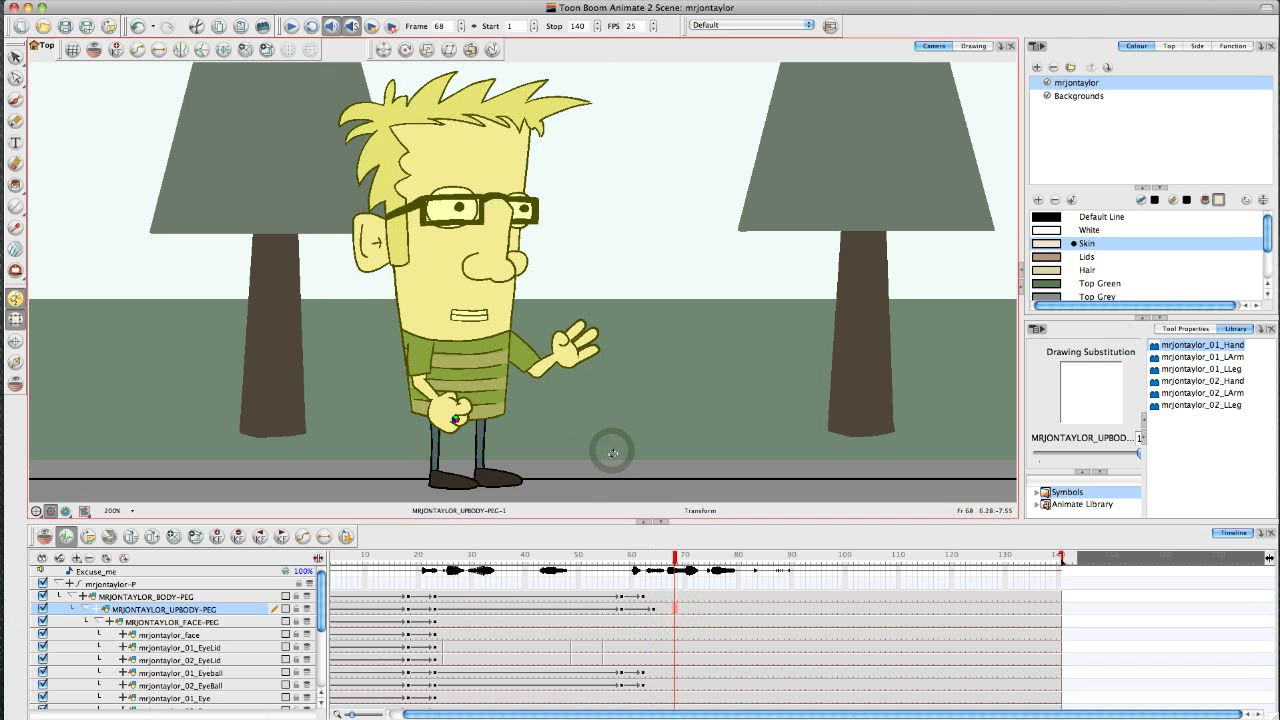 Toon Boom Animate 2 Scene: mrjontaylor
Frame 68 Start 1 Stop 140 FPS 25 Default
Top Camera Drawing
Colour Top Side Function
mrjontaylor
Backgrounds
Default Line
White
Skin
Lids
Hair
Top Green
Top Grey
Tool Properties Library
Drawing Substitution
mrjontaylor_01_Hand
mrjontaylor_01_LArm
mrjontaylor_01_LLeg
mrjontaylor_02_Hand
mrjontaylor_02_LArm
mrjontaylor_02_LLeg
MRJONTAYLOR_UPBOD... 1
Symbols
Animate Library
200% MRJONTAYLOR_UPBODY-PEG-1 Transform Fr 68 6.28:-7.55
Timeline
10 20 30 40 50 60 70 80 90 100 110 120 130
Excuse_me 100%
mrjontaylor-P
MRJONTAYLOR_BODY-PEG
MRJONTAYLOR_UPBODY-PEG
MRJONTAYLOR_FACE-PEG
mrjontaylor_face
mrjontaylor_01_EyeLid
mrjontaylor_02_EyeLid
mrjontaylor_01_Eyeball
mrjontaylor_02_EyeBall
mrjontaylor_01_Eye